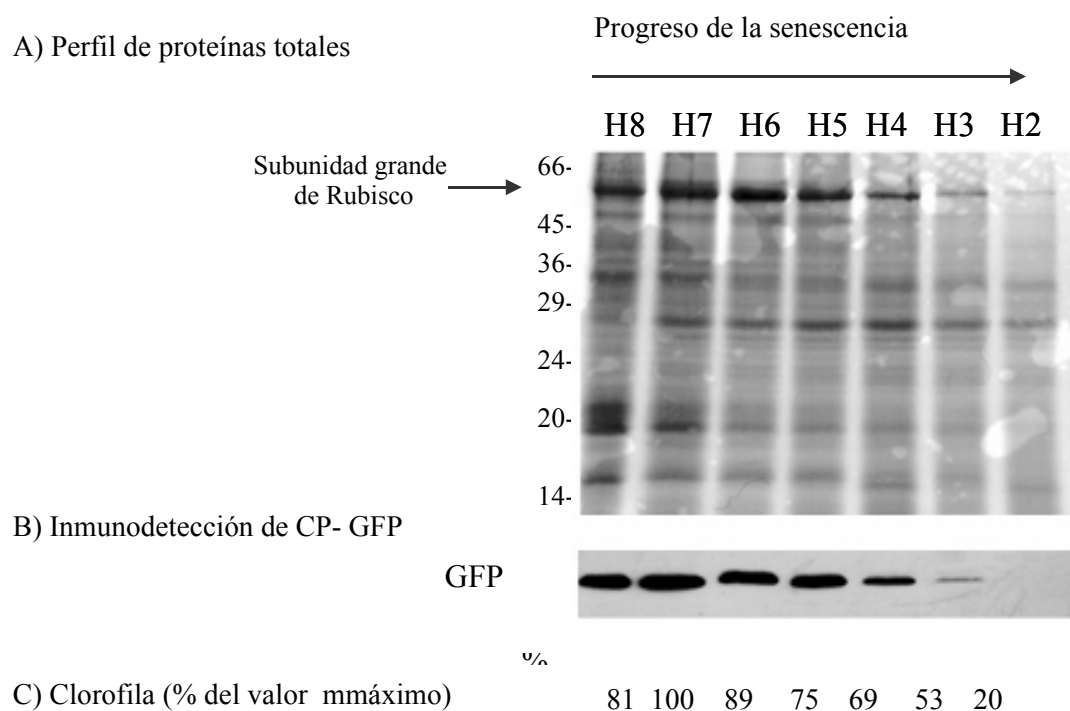 Progreso de la senescencia
A) Perfil de proteínas totales
H8 H7 H6 H5 H4 H3 H2
Subunidad grande
de Rubisco
66-
45-
36-
29-
24-
20-
14-
B) Inmunodetección de CP- GFP
GFP
%
C) Clorofila (% del valor mmáximo)
81 100 89 75 69 53 20